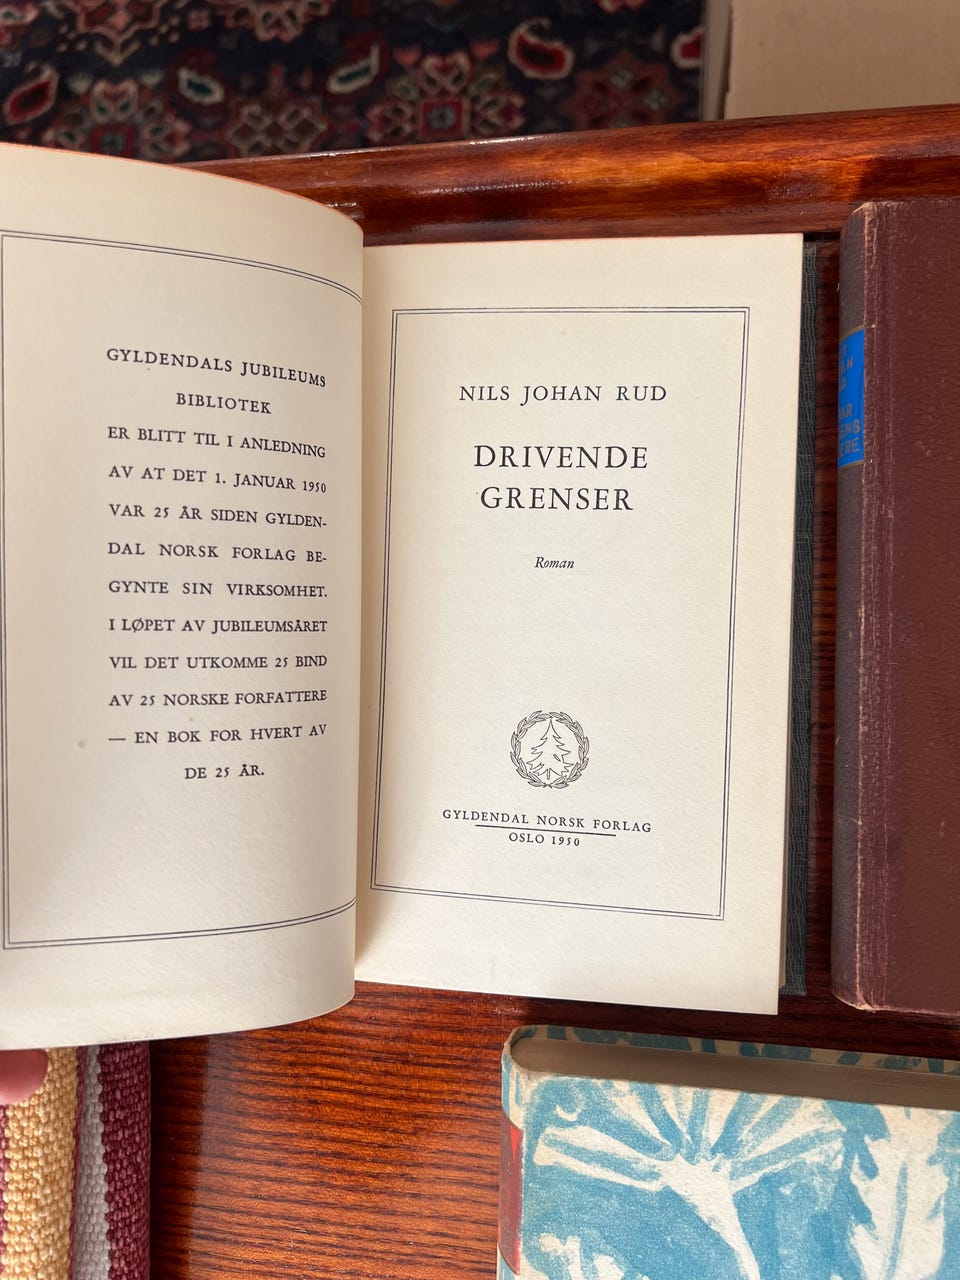 GYLDENDALS JUBILEUMS
BIBLIOTEK
ER BLITT TIL I ANLEDNING
AV AT DET 1. JANUAR 1950
VAR 25 ÅR SIDEN GYLDEN-
DAL NORSK FORLAG BE-
GYNTE SIN VIRKSOMHET.
I LØPET AV JUBILEUMSÅRET
VIL DET UTKOMME 25 BIND
AV 25 NORSKE FORFATTERE
— EN BOK FOR HVERT AV
DE 25 ÅR.
NILS JOHAN RUD
DRIVENDE
GRENSER
Roman
GYLDENDAL NORSK FORLAG
OSLO 1950